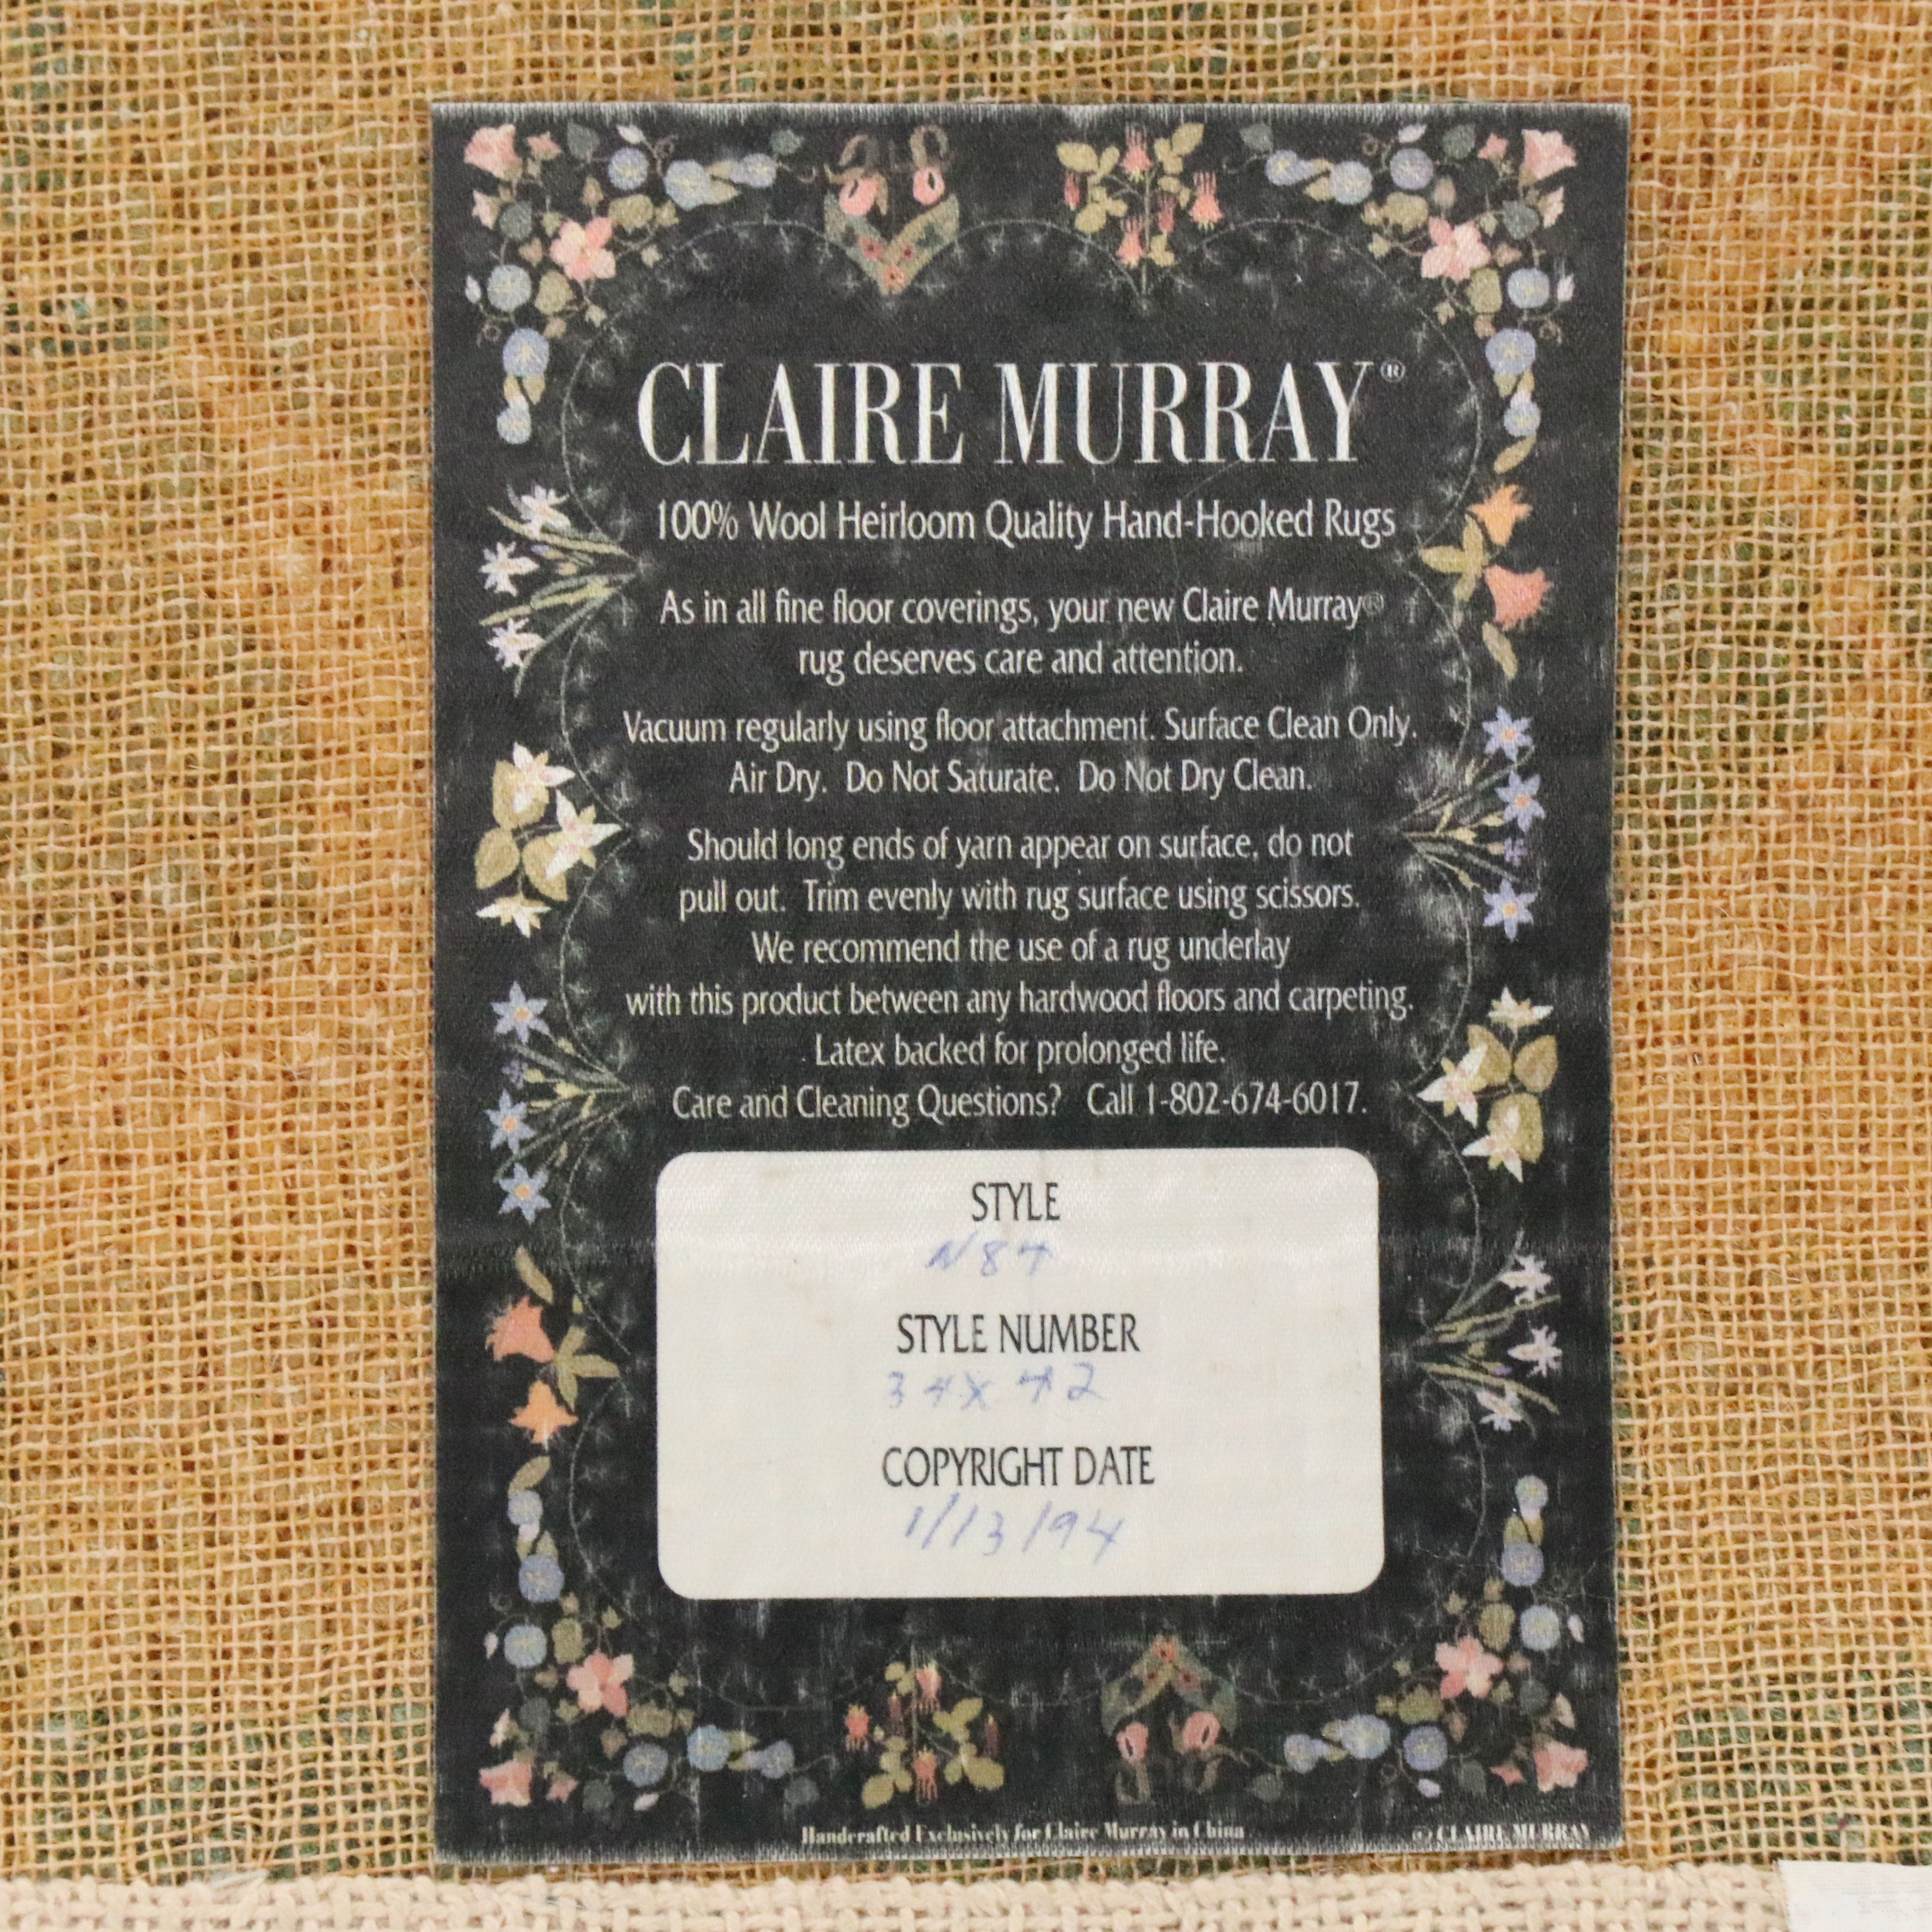 CLAIRE MURRAY®
100% Wool Heirloom Quality Hand-Hooked Rugs
As in all fine floor coverings, your new Claire Murray®
rug deserves care and attention.
Vacuum regularly using floor attachment. Surface Clean Only.
Air Dry. Do Not Saturate. Do Not Dry Clean.
Should long ends of yarn appear on surface, do not
pull out. Trim evenly with rug surface using scissors.
We recommend the use of a rug underlay
with this product between any hardwood floors and carpeting.
Latex backed for prolonged life.
Care and Cleaning Questions? Call 1-802-674-6017.
STYLE
N84
STYLE NUMBER
34x42
COPYRIGHT DATE
1/13/94
Handcrafted Exclusively for Claire Murray in China
(c) CLAIRE MURRAY